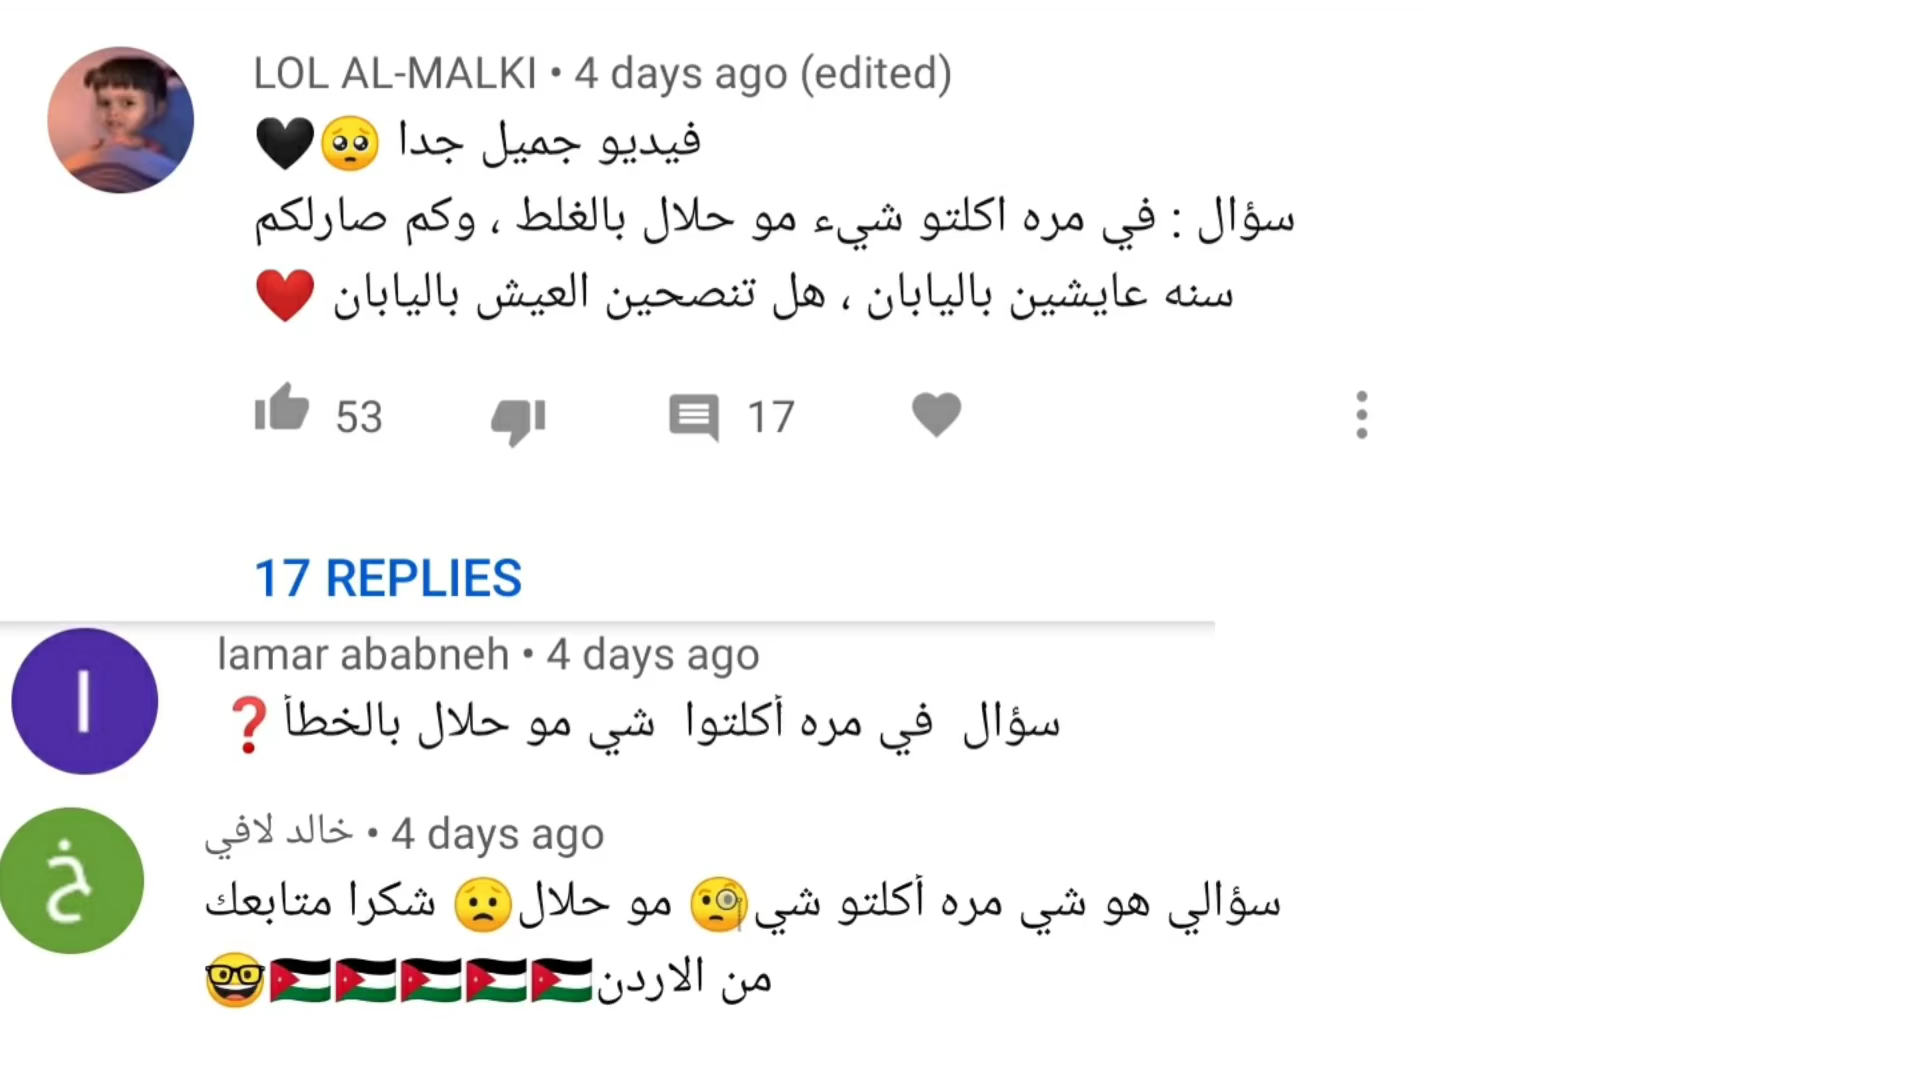 LOL AL-MALKI • 4 days ago (edited)
فيديو جميل جدا 🥺🖤
سؤال : في مره اكلتو شيء مو حلال بالغلط ، وكم صارلكم
سنه عايشين باليابان ، هل تنصحين العيش باليابان ❤️
53 17
17 REPLIES
lamar ababneh • 4 days ago
سؤال في مره أكلتوا شي مو حلال بالخطأ❓
خالد لافي • 4 days ago
سؤالي هو شي مره أكلتو شي🧐 مو حلال😟 شكرا متابعك
من الاردن🇯🇴🇯🇴🇯🇴🇯🇴🇯🇴🤓